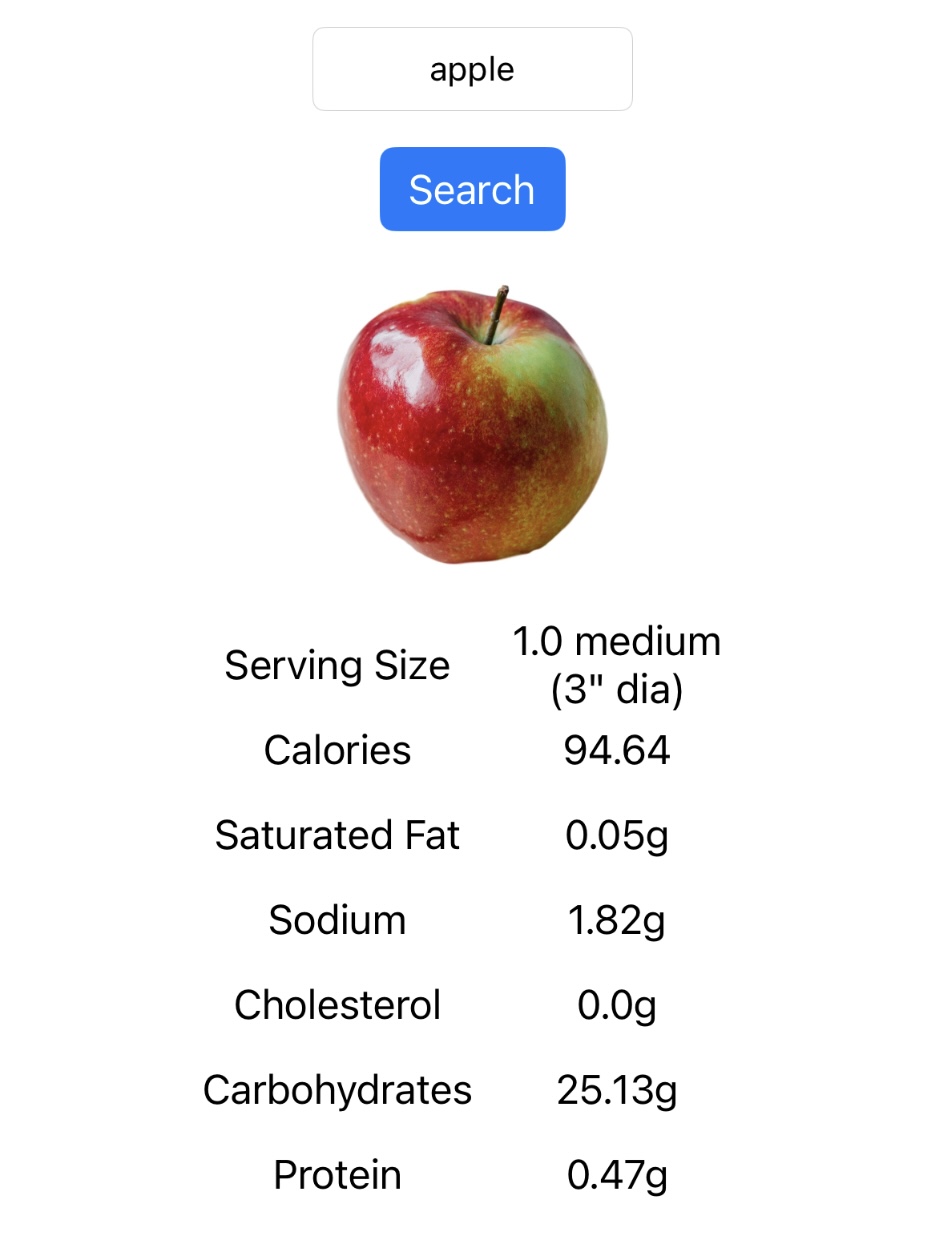 apple
Search
Serving Size 1.0 medium
(3" dia)
Calories 94.64
Saturated Fat 0.05g
Sodium 1.82g
Cholesterol 0.0g
Carbohydrates 25.13g
Protein 0.47g